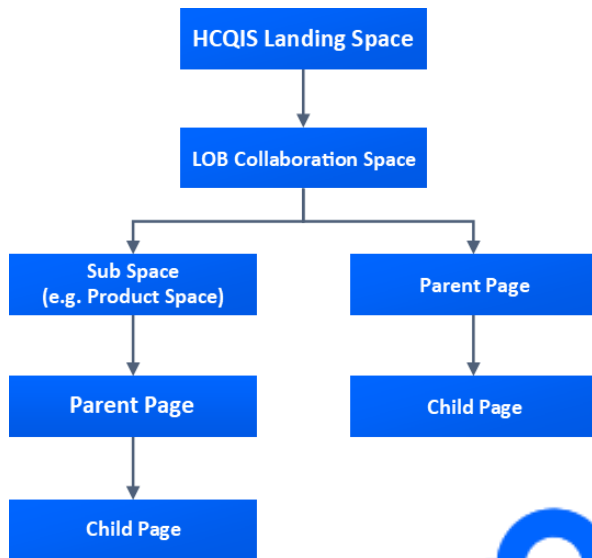 HCQIS Landing Space
LOB Collaboration Space
Sub Space
(e.g. Product Space)
Parent Page
Parent Page
Child Page
Child Page